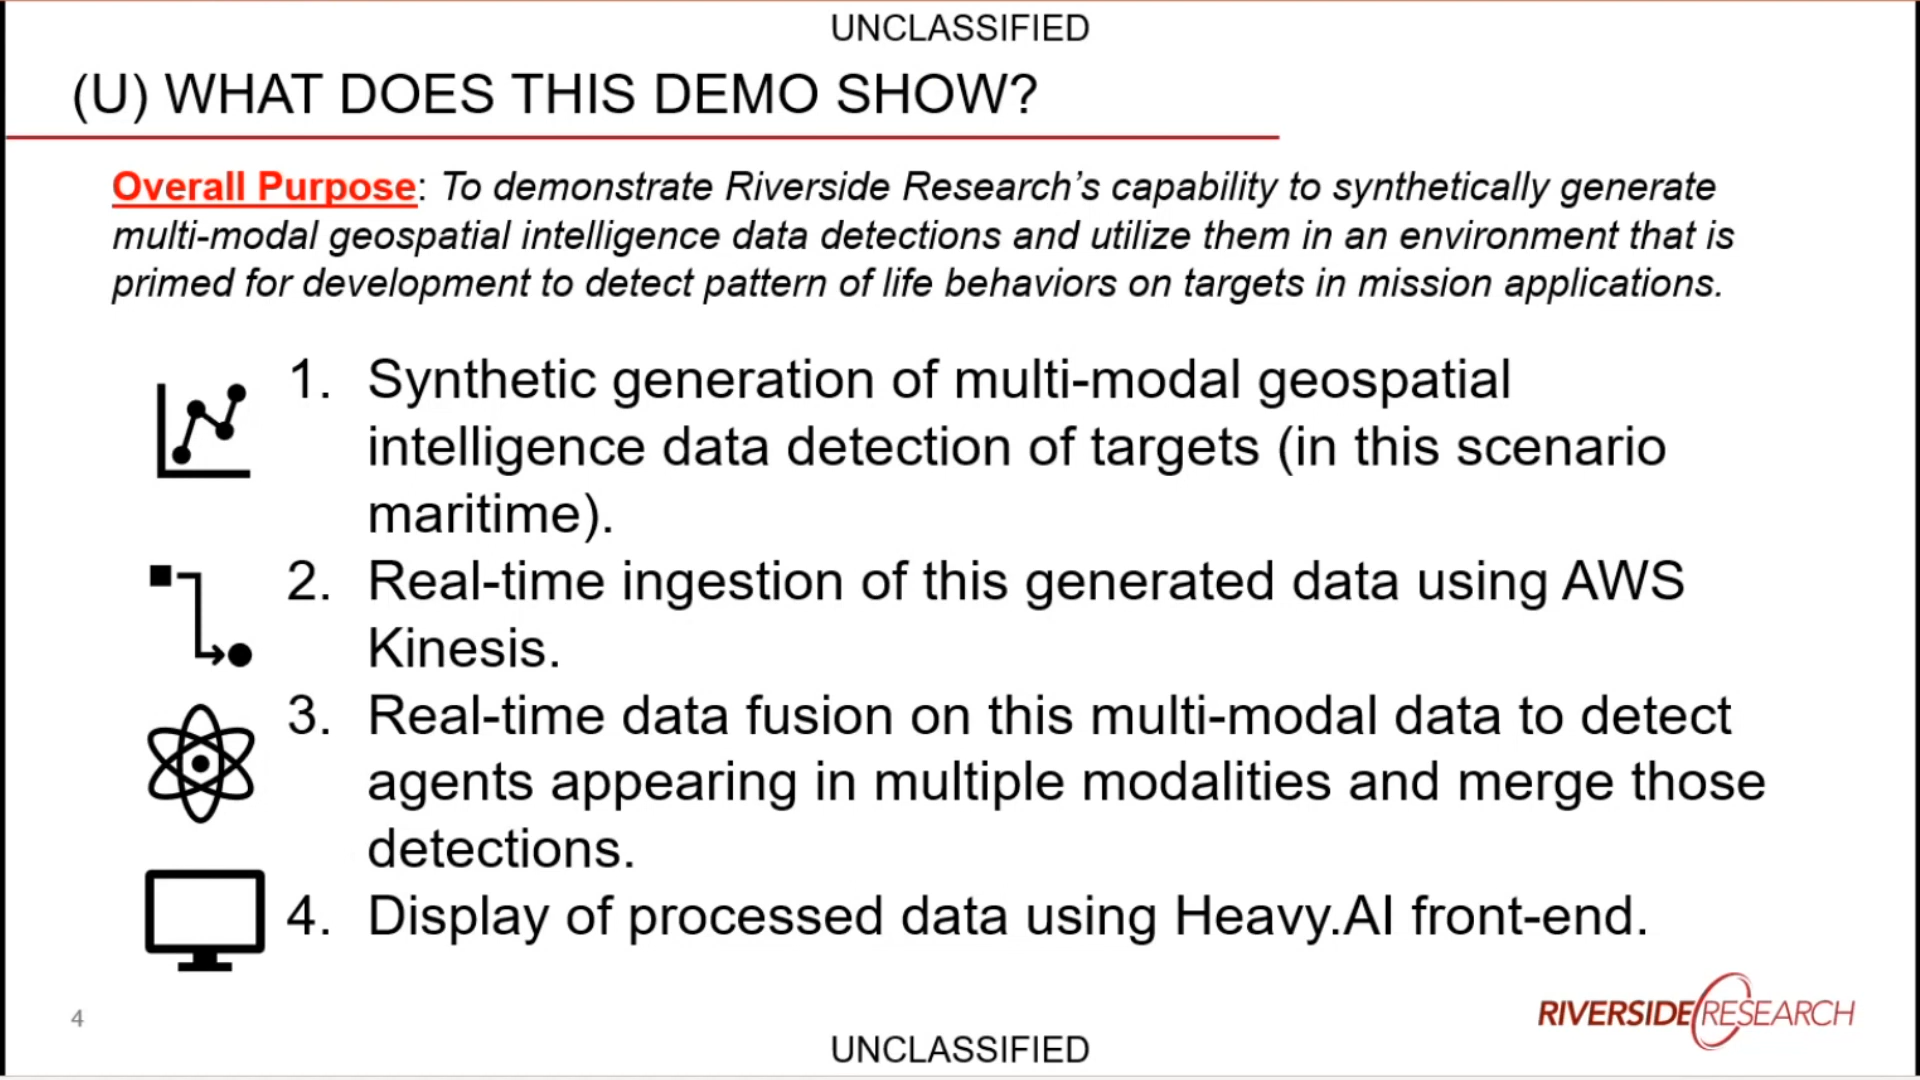 UNCLASSIFIED
(U) WHAT DOES THIS DEMO SHOW?
Overall Purpose: To demonstrate Riverside Research’s capability to synthetically generate
multi-modal geospatial intelligence data detections and utilize them in an environment that is
primed for development to detect pattern of life behaviors on targets in mission applications.
1. Synthetic generation of multi-modal geospatial
intelligence data detection of targets (in this scenario
maritime).
2. Real-time ingestion of this generated data using AWS
Kinesis.
3. Real-time data fusion on this multi-modal data to detect
agents appearing in multiple modalities and merge those
detections.
4. Display of processed data using Heavy.AI front-end.
4
RIVERSIDE RESEARCH
UNCLASSIFIED